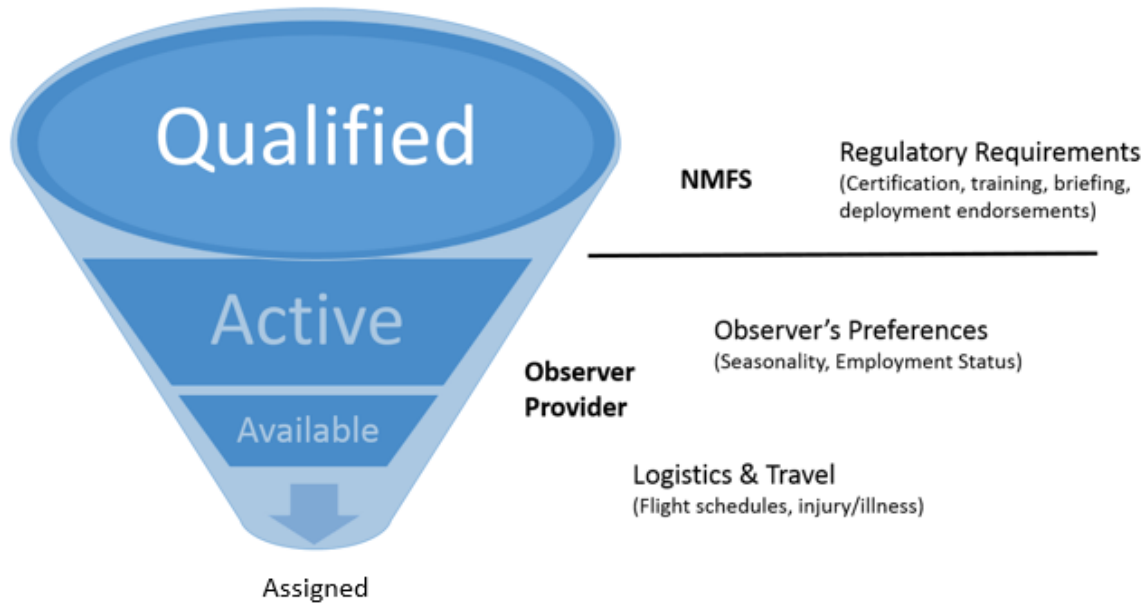 Qualified
NMFS
Regulatory Requirements
(Certification, training, briefing,
deployment endorsements)
Active
Observer's Preferences
(Seasonality, Employment Status)
Observer
Provider
Available
Logistics & Travel
(Flight schedules, injury/illness)
Assigned